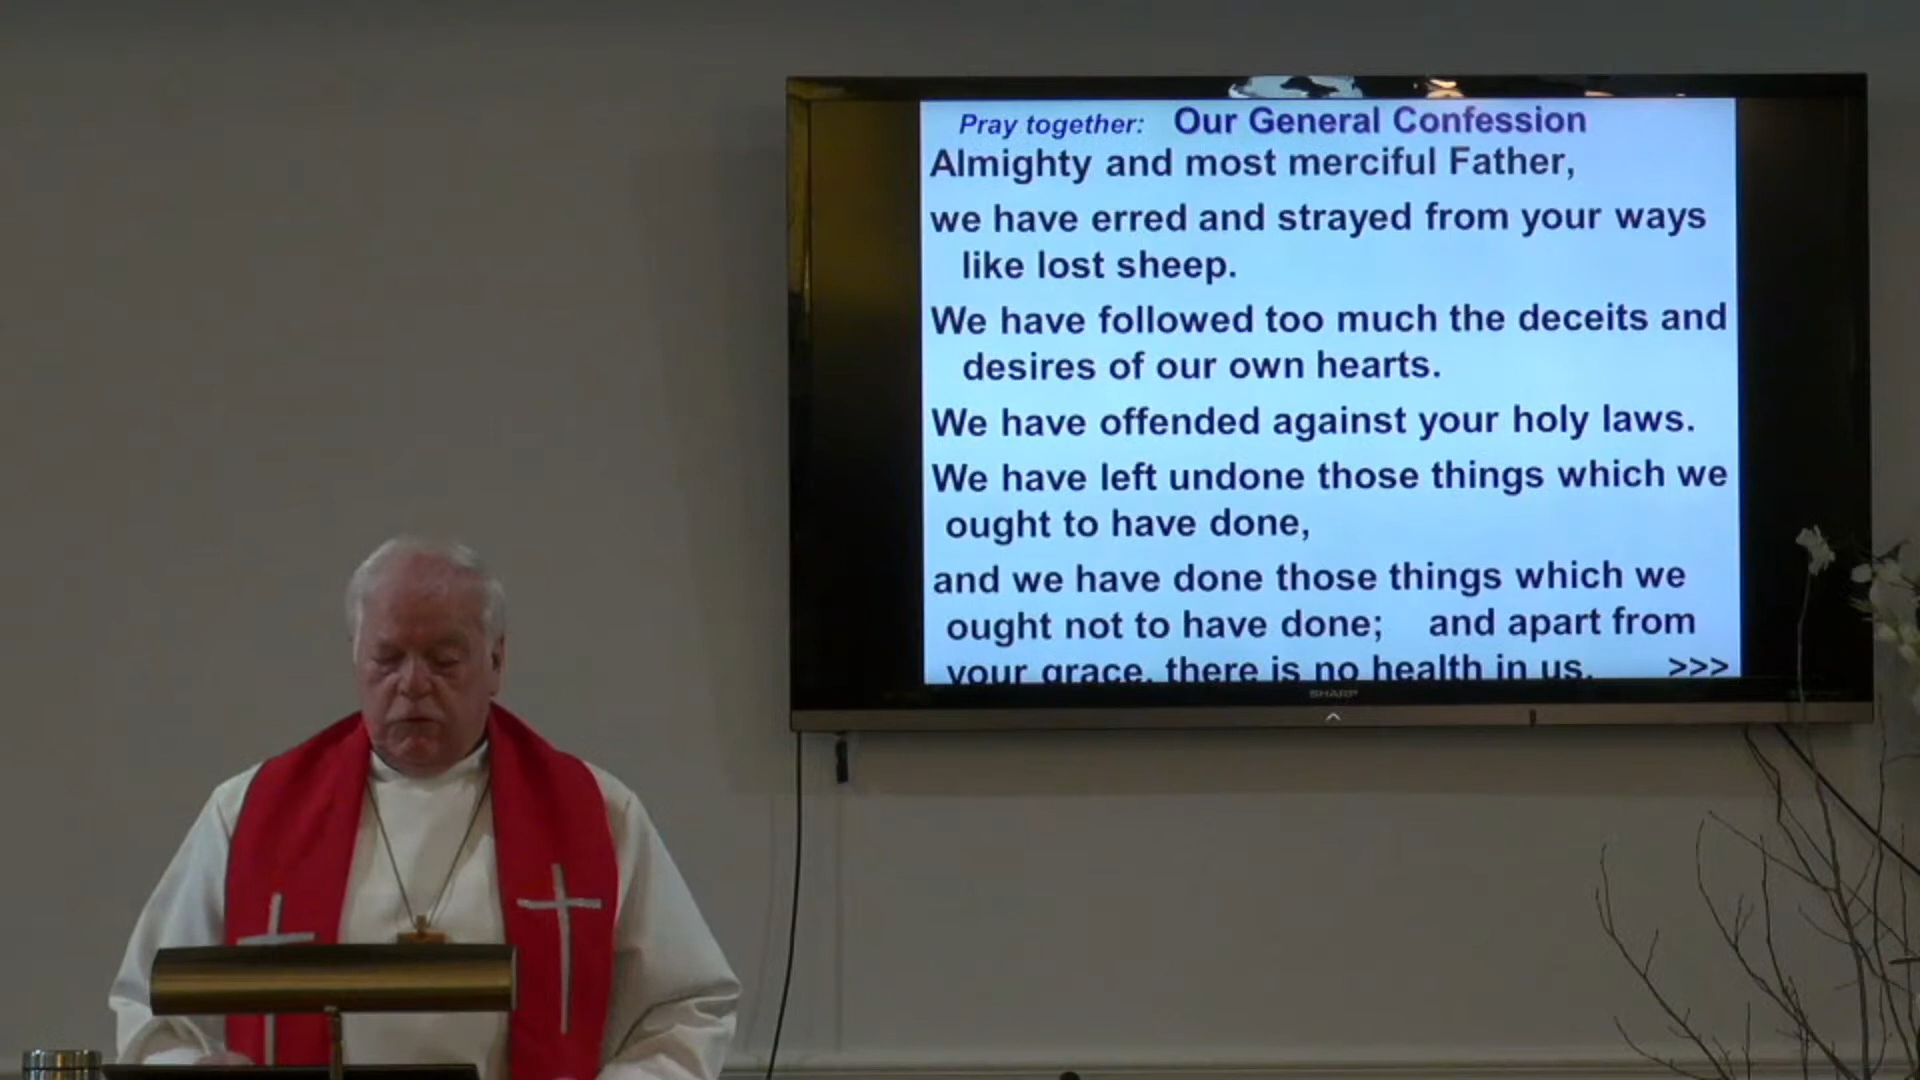 Pray together: Our General Confession
Almighty and most merciful Father,
we have erred and strayed from your ways
like lost sheep.
We have followed too much the deceits and
desires of our own hearts.
We have offended against your holy laws.
We have left undone those things which we
ought to have done,
and we have done those things which we
ought not to have done; and apart from
your grace, there is no health in us. >>>
SHARP